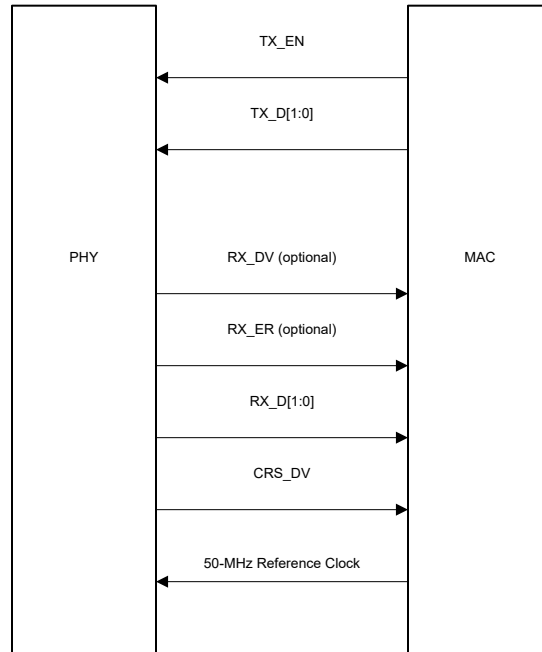 TX_EN
TX_D[1:0]
PHY
RX_DV (optional)
MAC
RX_ER (optional)
RX_D[1:0]
CRS_DV
50-MHz Reference Clock